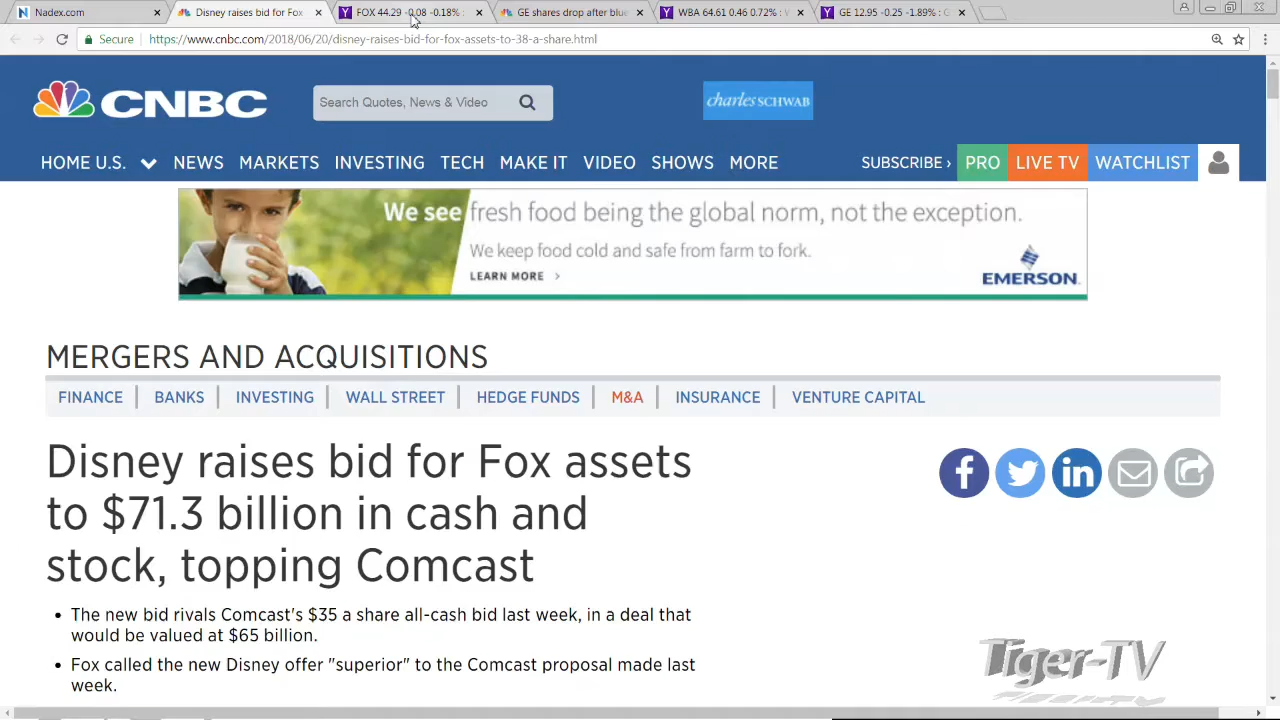 Nadex.com
Disney raises bid for Fox
FOX 44.29 -0.08 -0.18% :
GE shares drop after blue
WBA 64.61 0.46 0.72% :
GE 12.95 -0.25 -1.89% : G
Secure
https://www.cnbc.com/2018/06/20/disney-raises-bid-for-fox-assets-to-38-a-share.html
CNBC
Search Quotes, News & Video
charles SCHWAB
HOME U.S. NEWS MARKETS INVESTING TECH MAKE IT VIDEO SHOWS MORE SUBSCRIBE › PRO LIVE TV WATCHLIST
We see fresh food being the global norm, not the exception.
We keep food cold and safe from farm to fork.
LEARN MORE ›
EMERSON
MERGERS AND ACQUISITIONS
FINANCE BANKS INVESTING WALL STREET HEDGE FUNDS M&A INSURANCE VENTURE CAPITAL
Disney raises bid for Fox assets
to $71.3 billion in cash and
stock, topping Comcast
• The new bid rivals Comcast's $35 a share all-cash bid last week, in a deal that
would be valued at $65 billion.
• Fox called the new Disney offer "superior" to the Comcast proposal made last
week.
Tiger-TV